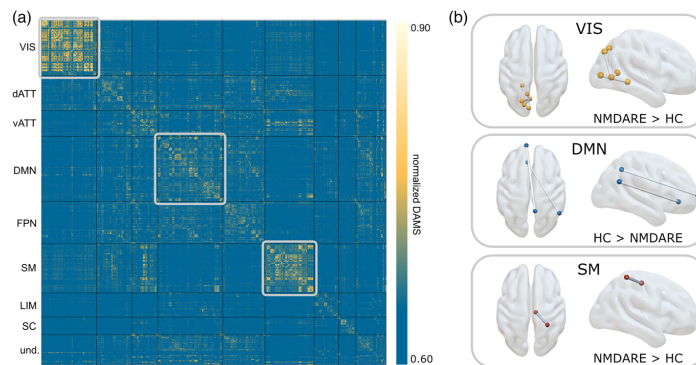 (a)
VIS
dATT
vATT
DMN
FPN
SM
LIM
SC
und.
0.90
normalized DAMS
0.60
(b)
VIS
NMDARE > HC
DMN
HC > NMDARE
SM
NMDARE > HC